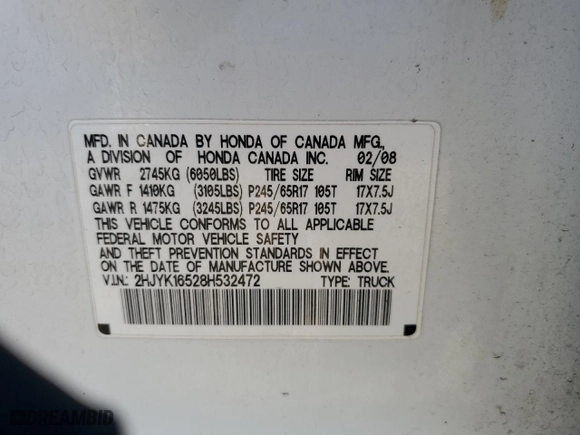 MFD. IN CANADA BY HONDA OF CANADA MFG.,
A DIVISION OF HONDA CANADA INC. 02/08
GVWR 2745KG (6050LBS) TIRE SIZE RIM SIZE
GAWR F 1410KG (3105LBS) P245/65R17 105T 17X7.5J
GAWR R 1475KG (3245LBS) P245/65R17 105T 17X7.5J
THIS VEHICLE CONFORMS TO ALL APPLICABLE
FEDERAL MOTOR VEHICLE SAFETY
AND THEFT PREVENTION STANDARDS IN EFFECT
ON THE DATE OF MANUFACTURE SHOWN ABOVE.
V.I.N.: 2HJYK16528H532472 TYPE: TRUCK
DREAMBID